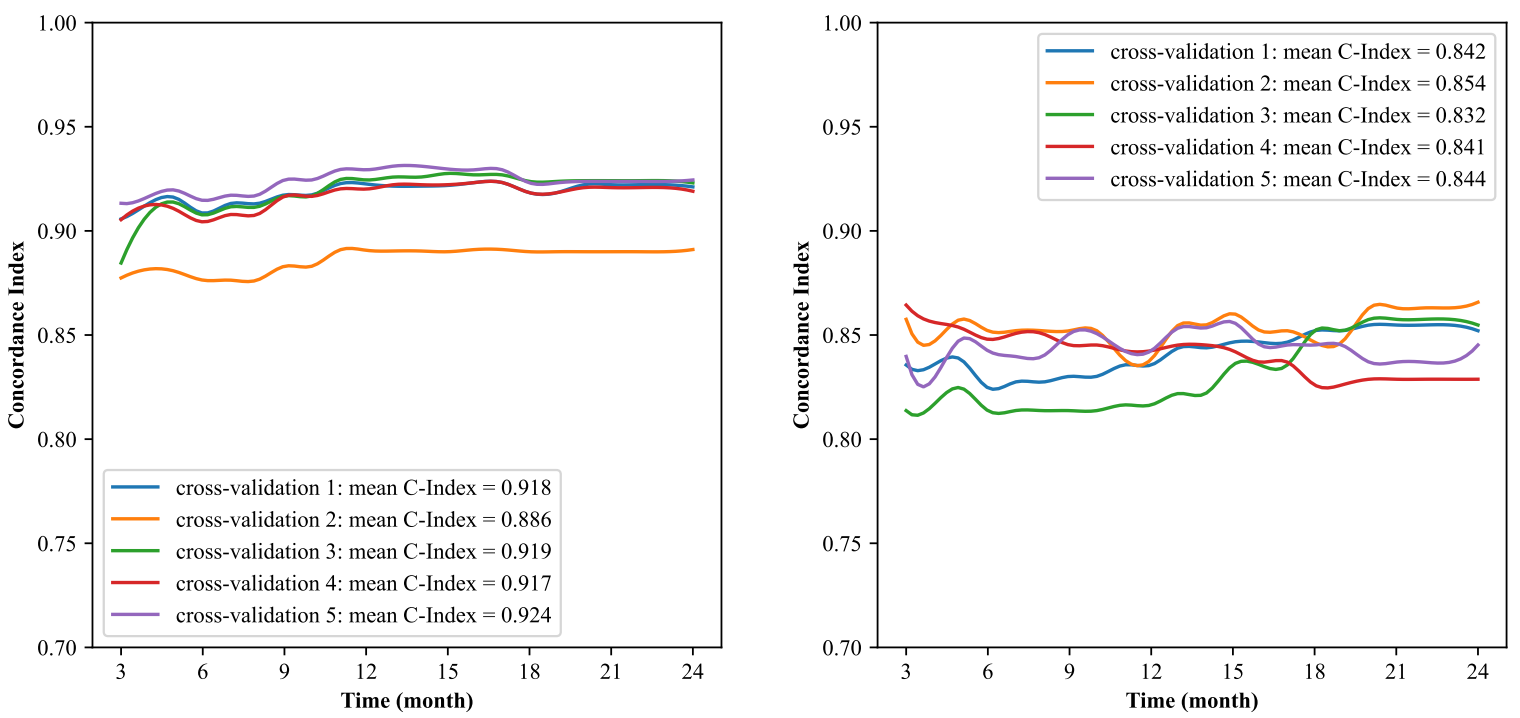 1.00
0.95
0.90
0.85
0.80
0.75
0.70
Concordance Index
cross-validation 1: mean C-Index = 0.918
cross-validation 2: mean C-Index = 0.886
cross-validation 3: mean C-Index = 0.919
cross-validation 4: mean C-Index = 0.917
cross-validation 5: mean C-Index = 0.924
3 6 9 12 15 18 21 24
Time (month)
1.00
0.95
0.90
0.85
0.80
0.75
0.70
Concordance Index
cross-validation 1: mean C-Index = 0.842
cross-validation 2: mean C-Index = 0.854
cross-validation 3: mean C-Index = 0.832
cross-validation 4: mean C-Index = 0.841
cross-validation 5: mean C-Index = 0.844
3 6 9 12 15 18 21 24
Time (month)